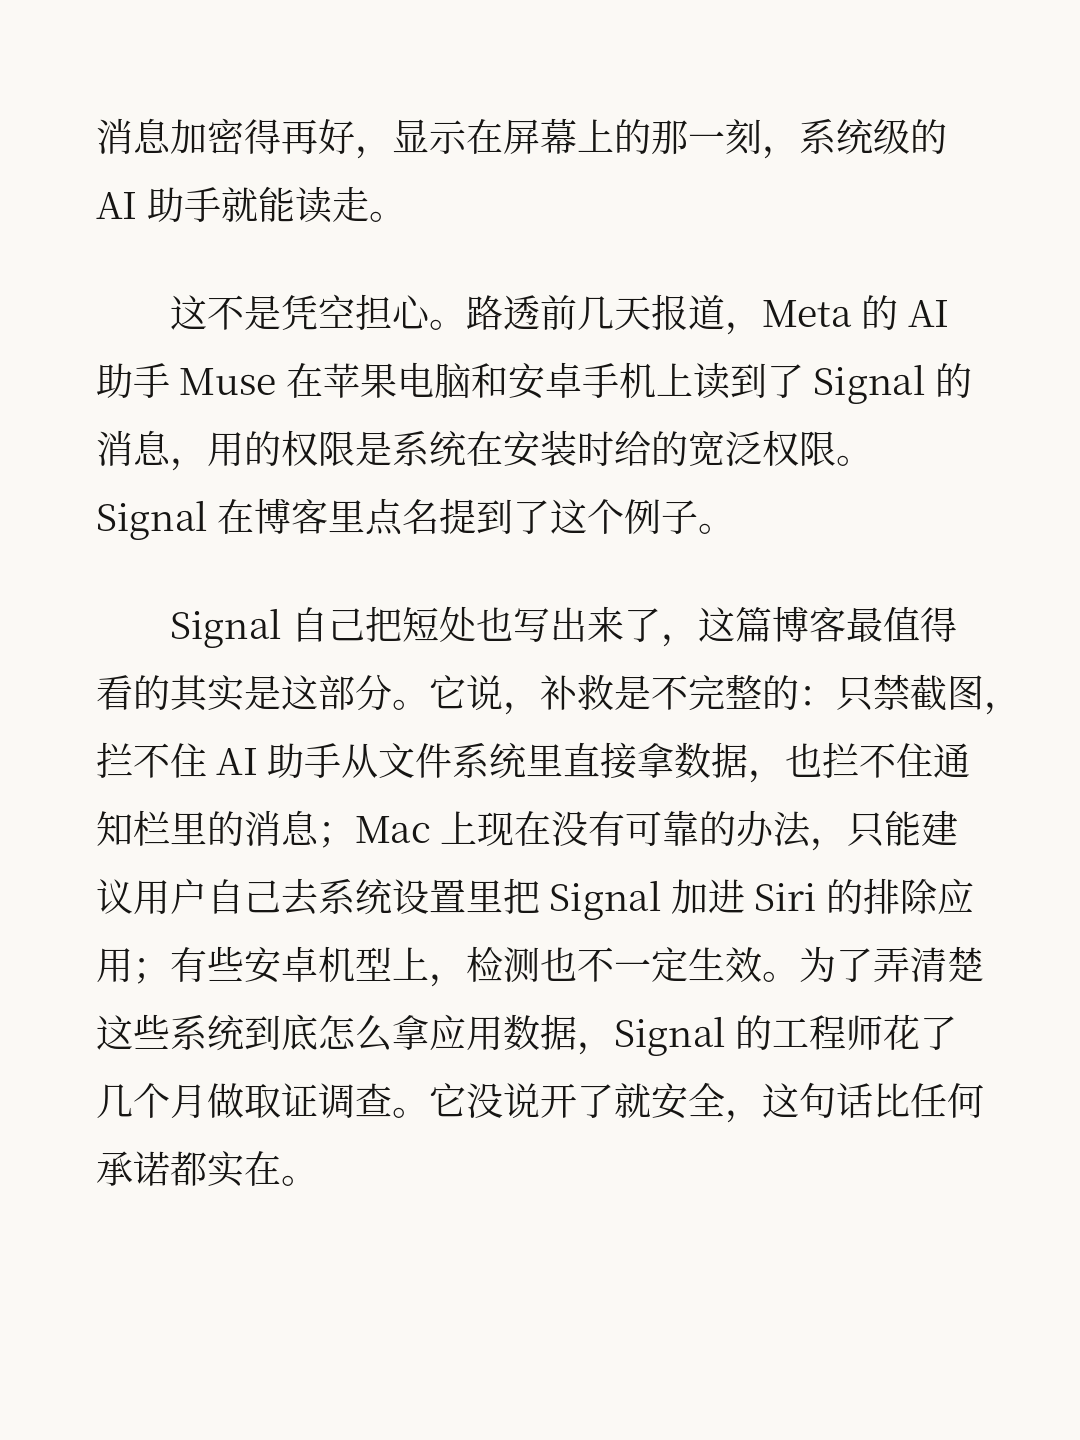 消息加密得再好，显示在屏幕上的那一刻，系统级的
AI 助手就能读走。
这不是凭空担心。路透前几天报道，Meta 的 AI
助手 Muse 在苹果电脑和安卓手机上读到了 Signal 的
消息，用的权限是系统在安装时给的宽泛权限。
Signal 在博客里点名提到了这个例子。
Signal 自己把短处也写出来了，这篇博客最值得
看的其实是这部分。它说，补救是不完整的：只禁截图，
拦不住 AI 助手从文件系统里直接拿数据，也拦不住通
知栏里的消息；Mac 上现在没有可靠的办法，只能建
议用户自己去系统设置里把 Signal 加进 Siri 的排除应
用；有些安卓机型上，检测也不一定生效。为了弄清楚
这些系统到底怎么拿应用数据，Signal 的工程师花了
几个月做取证调查。它没说开了就安全，这句话比任何
承诺都实在。